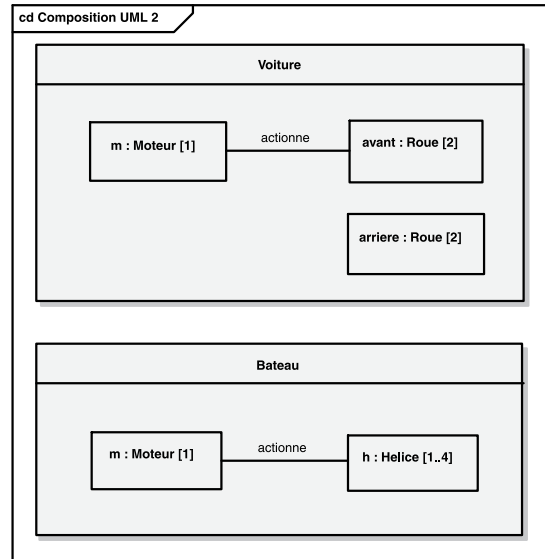 cd Composition UML 2
Voiture
m : Moteur [1]
actionne
avant : Roue [2]
arriere : Roue [2]
Bateau
m : Moteur [1]
actionne
h : Helice [1..4]